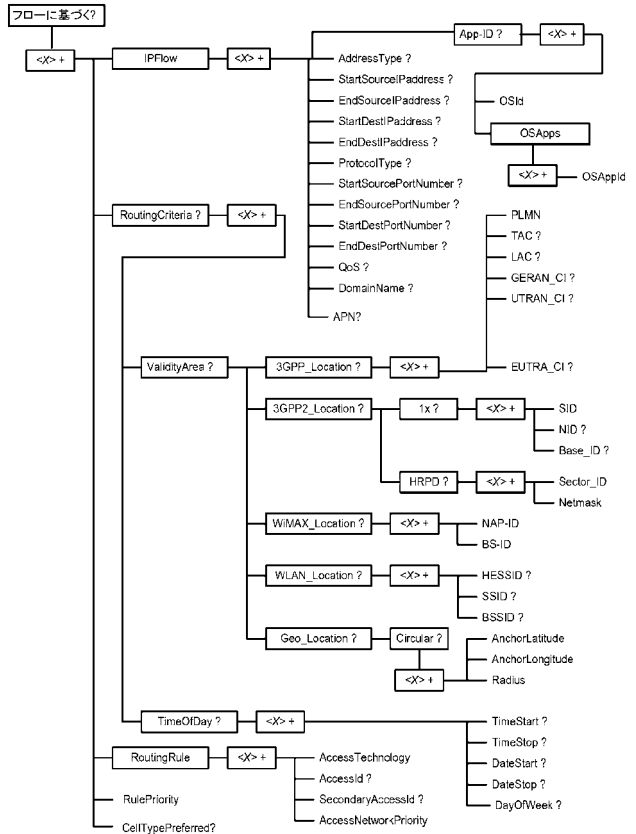 フローに基づく?
<X> +
IPFlow
<X> +
App-ID ?
<X> +
OSId
OSApps
<X> +
OSAppId
AddressType ?
StartSourceIPaddress ?
EndSourceIPaddress ?
StartDestIPaddress ?
EndDestIPaddress ?
ProtocolType ?
StartSourcePortNumber ?
EndSourcePortNumber ?
StartDestPortNumber ?
EndDestPortNumber ?
QoS ?
DomainName ?
APN?
RoutingCriteria ?
<X> +
ValidityArea ?
3GPP_Location ?
<X> +
PLMN
TAC ?
LAC ?
GERAN_CI ?
UTRAN_CI ?
EUTRA_CI ?
3GPP2_Location ?
1x ?
<X> +
SID
NID ?
Base_ID ?
HRPD ?
<X> +
Sector_ID
Netmask
WiMAX_Location ?
<X> +
NAP-ID
BS-ID
WLAN_Location ?
<X> +
HESSID ?
SSID ?
BSSID ?
Geo_Location ?
Circular ?
<X> +
AnchorLatitude
AnchorLongitude
Radius
TimeOfDay ?
<X> +
TimeStart ?
TimeStop ?
DateStart ?
DateStop ?
DayOfWeek ?
RoutingRule
<X> +
AccessTechnology
AccessId ?
SecondaryAccessId ?
AccessNetworkPriority
RulePriority
CellTypePreferred?